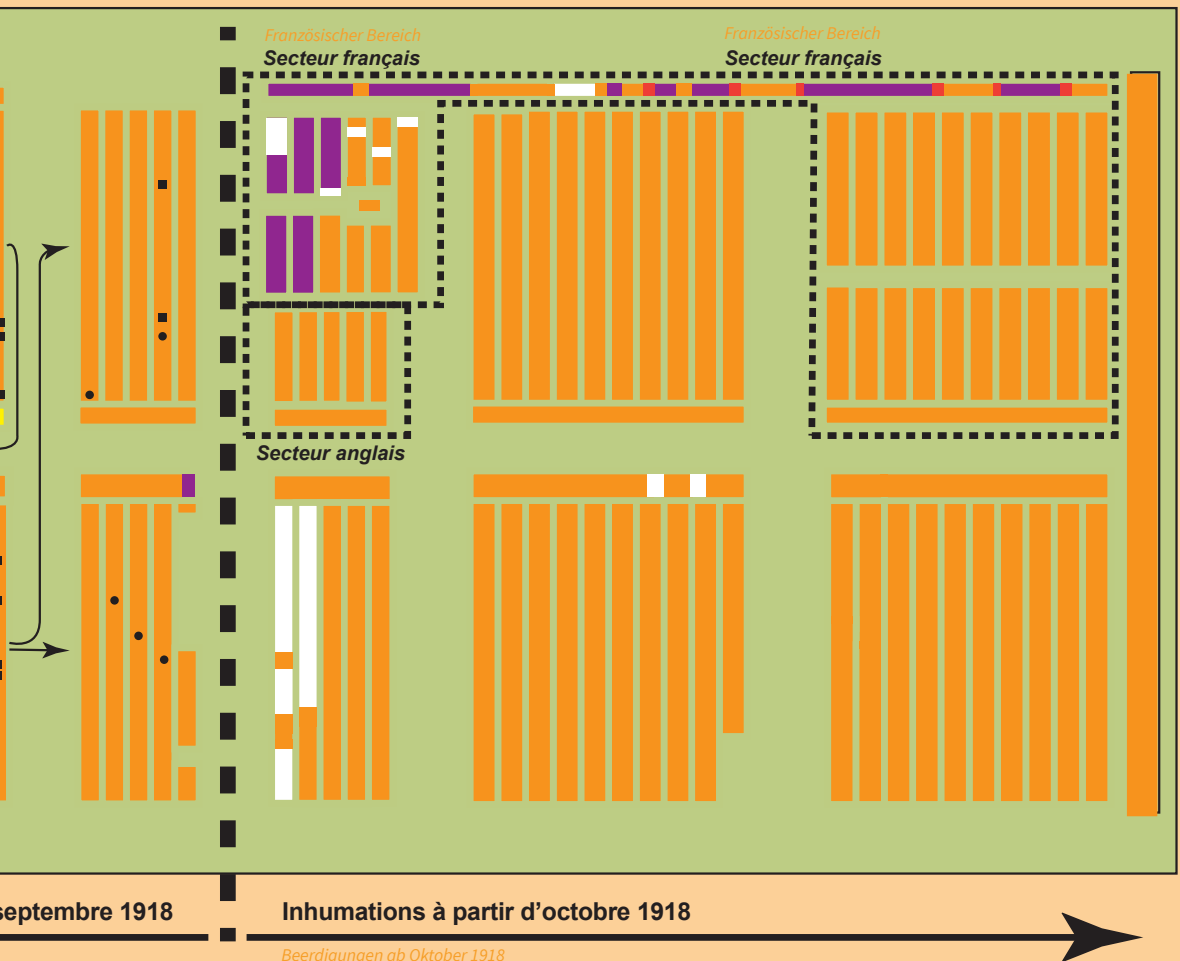 Französischer Bereich
Secteur français
Französischer Bereich
Secteur français
Secteur anglais
septembre 1918
Inhumations à partir d'octobre 1918
Beerdigungen ab Oktober 1918